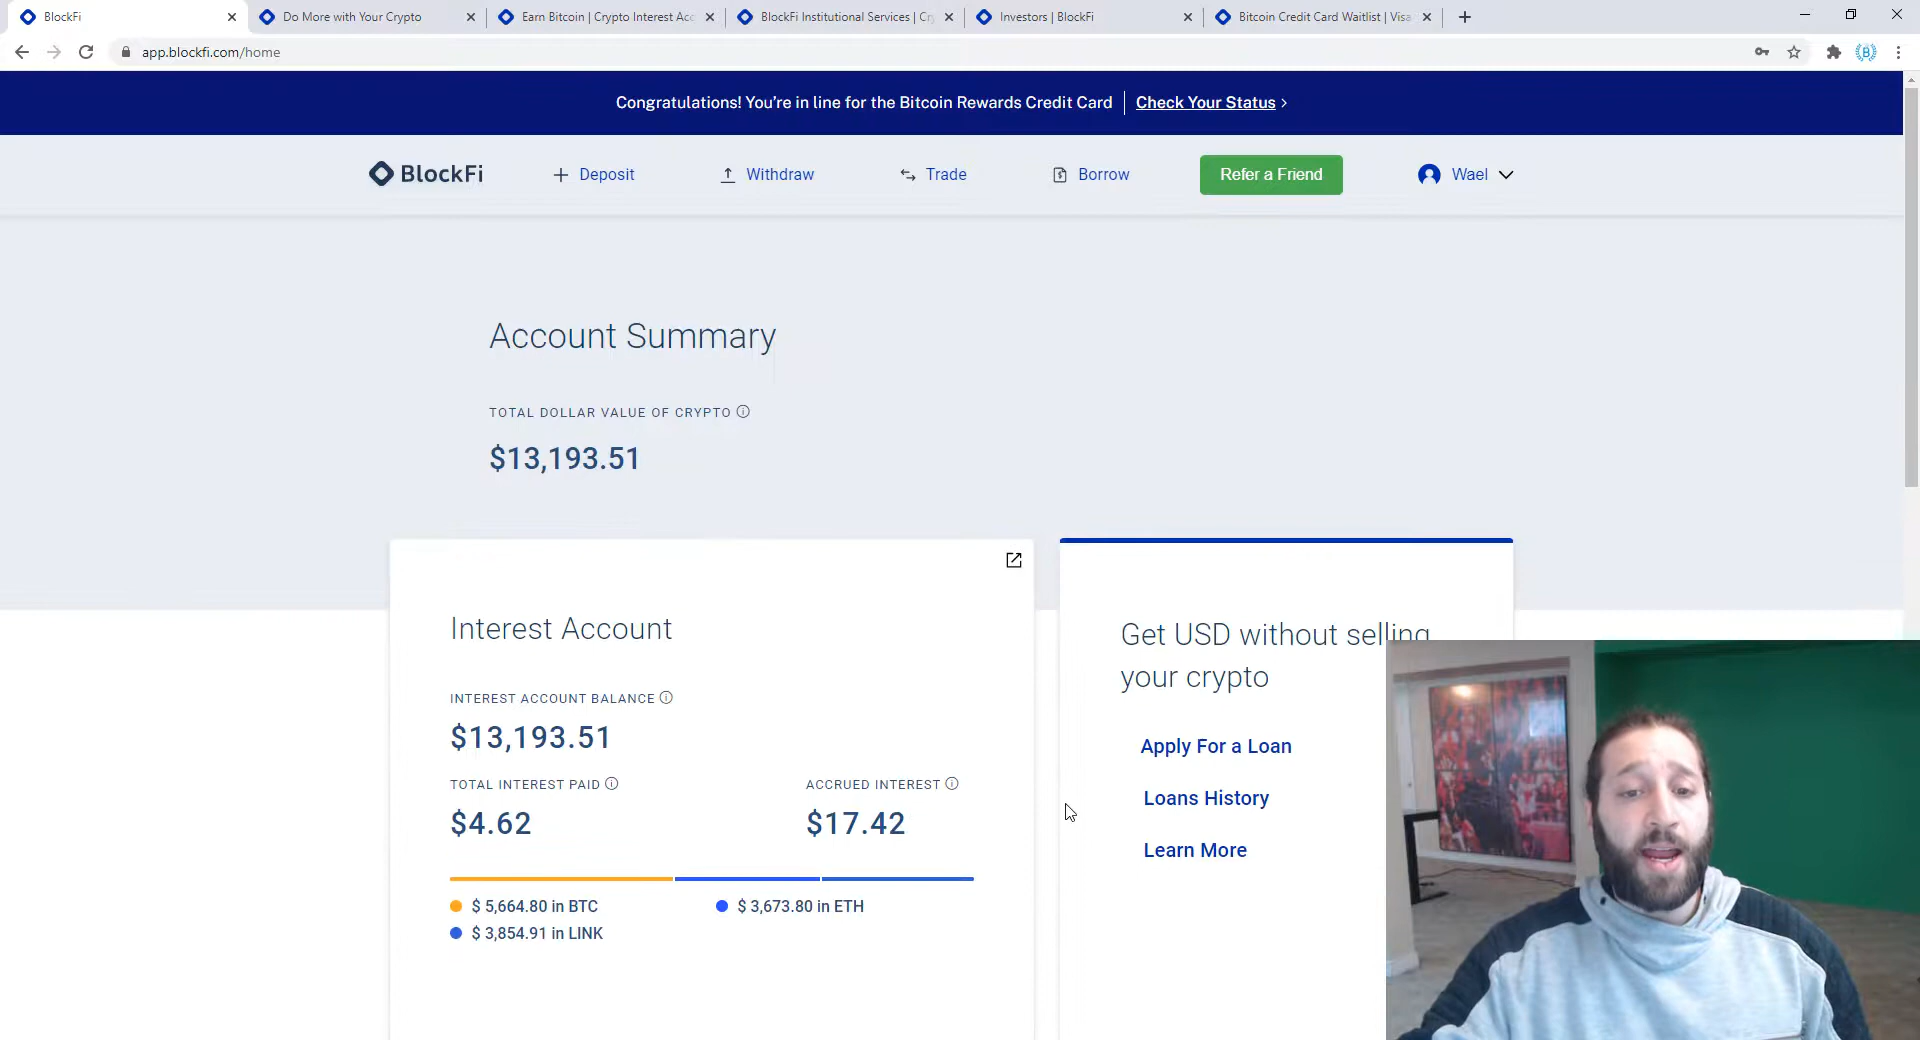 BlockFi
Do More with Your Crypto
Earn Bitcoin | Crypto Interest Acc
BlockFi Institutional Services | Cr
Investors | BlockFi
Bitcoin Credit Card Waitlist | Visa
app.blockfi.com/home
Congratulations! You're in line for the Bitcoin Rewards Credit Card
Check Your Status
BlockFi
Deposit
Withdraw
Trade
Borrow
Refer a Friend
Wael
Account Summary
TOTAL DOLLAR VALUE OF CRYPTO
$13,193.51
Interest Account
INTEREST ACCOUNT BALANCE
$13,193.51
TOTAL INTEREST PAID
ACCRUED INTEREST
$4.62
$17.42
$ 5,664.80 in BTC
$ 3,673.80 in ETH
$ 3,854.91 in LINK
Get USD without selling
your crypto
Apply For a Loan
Loans History
Learn More